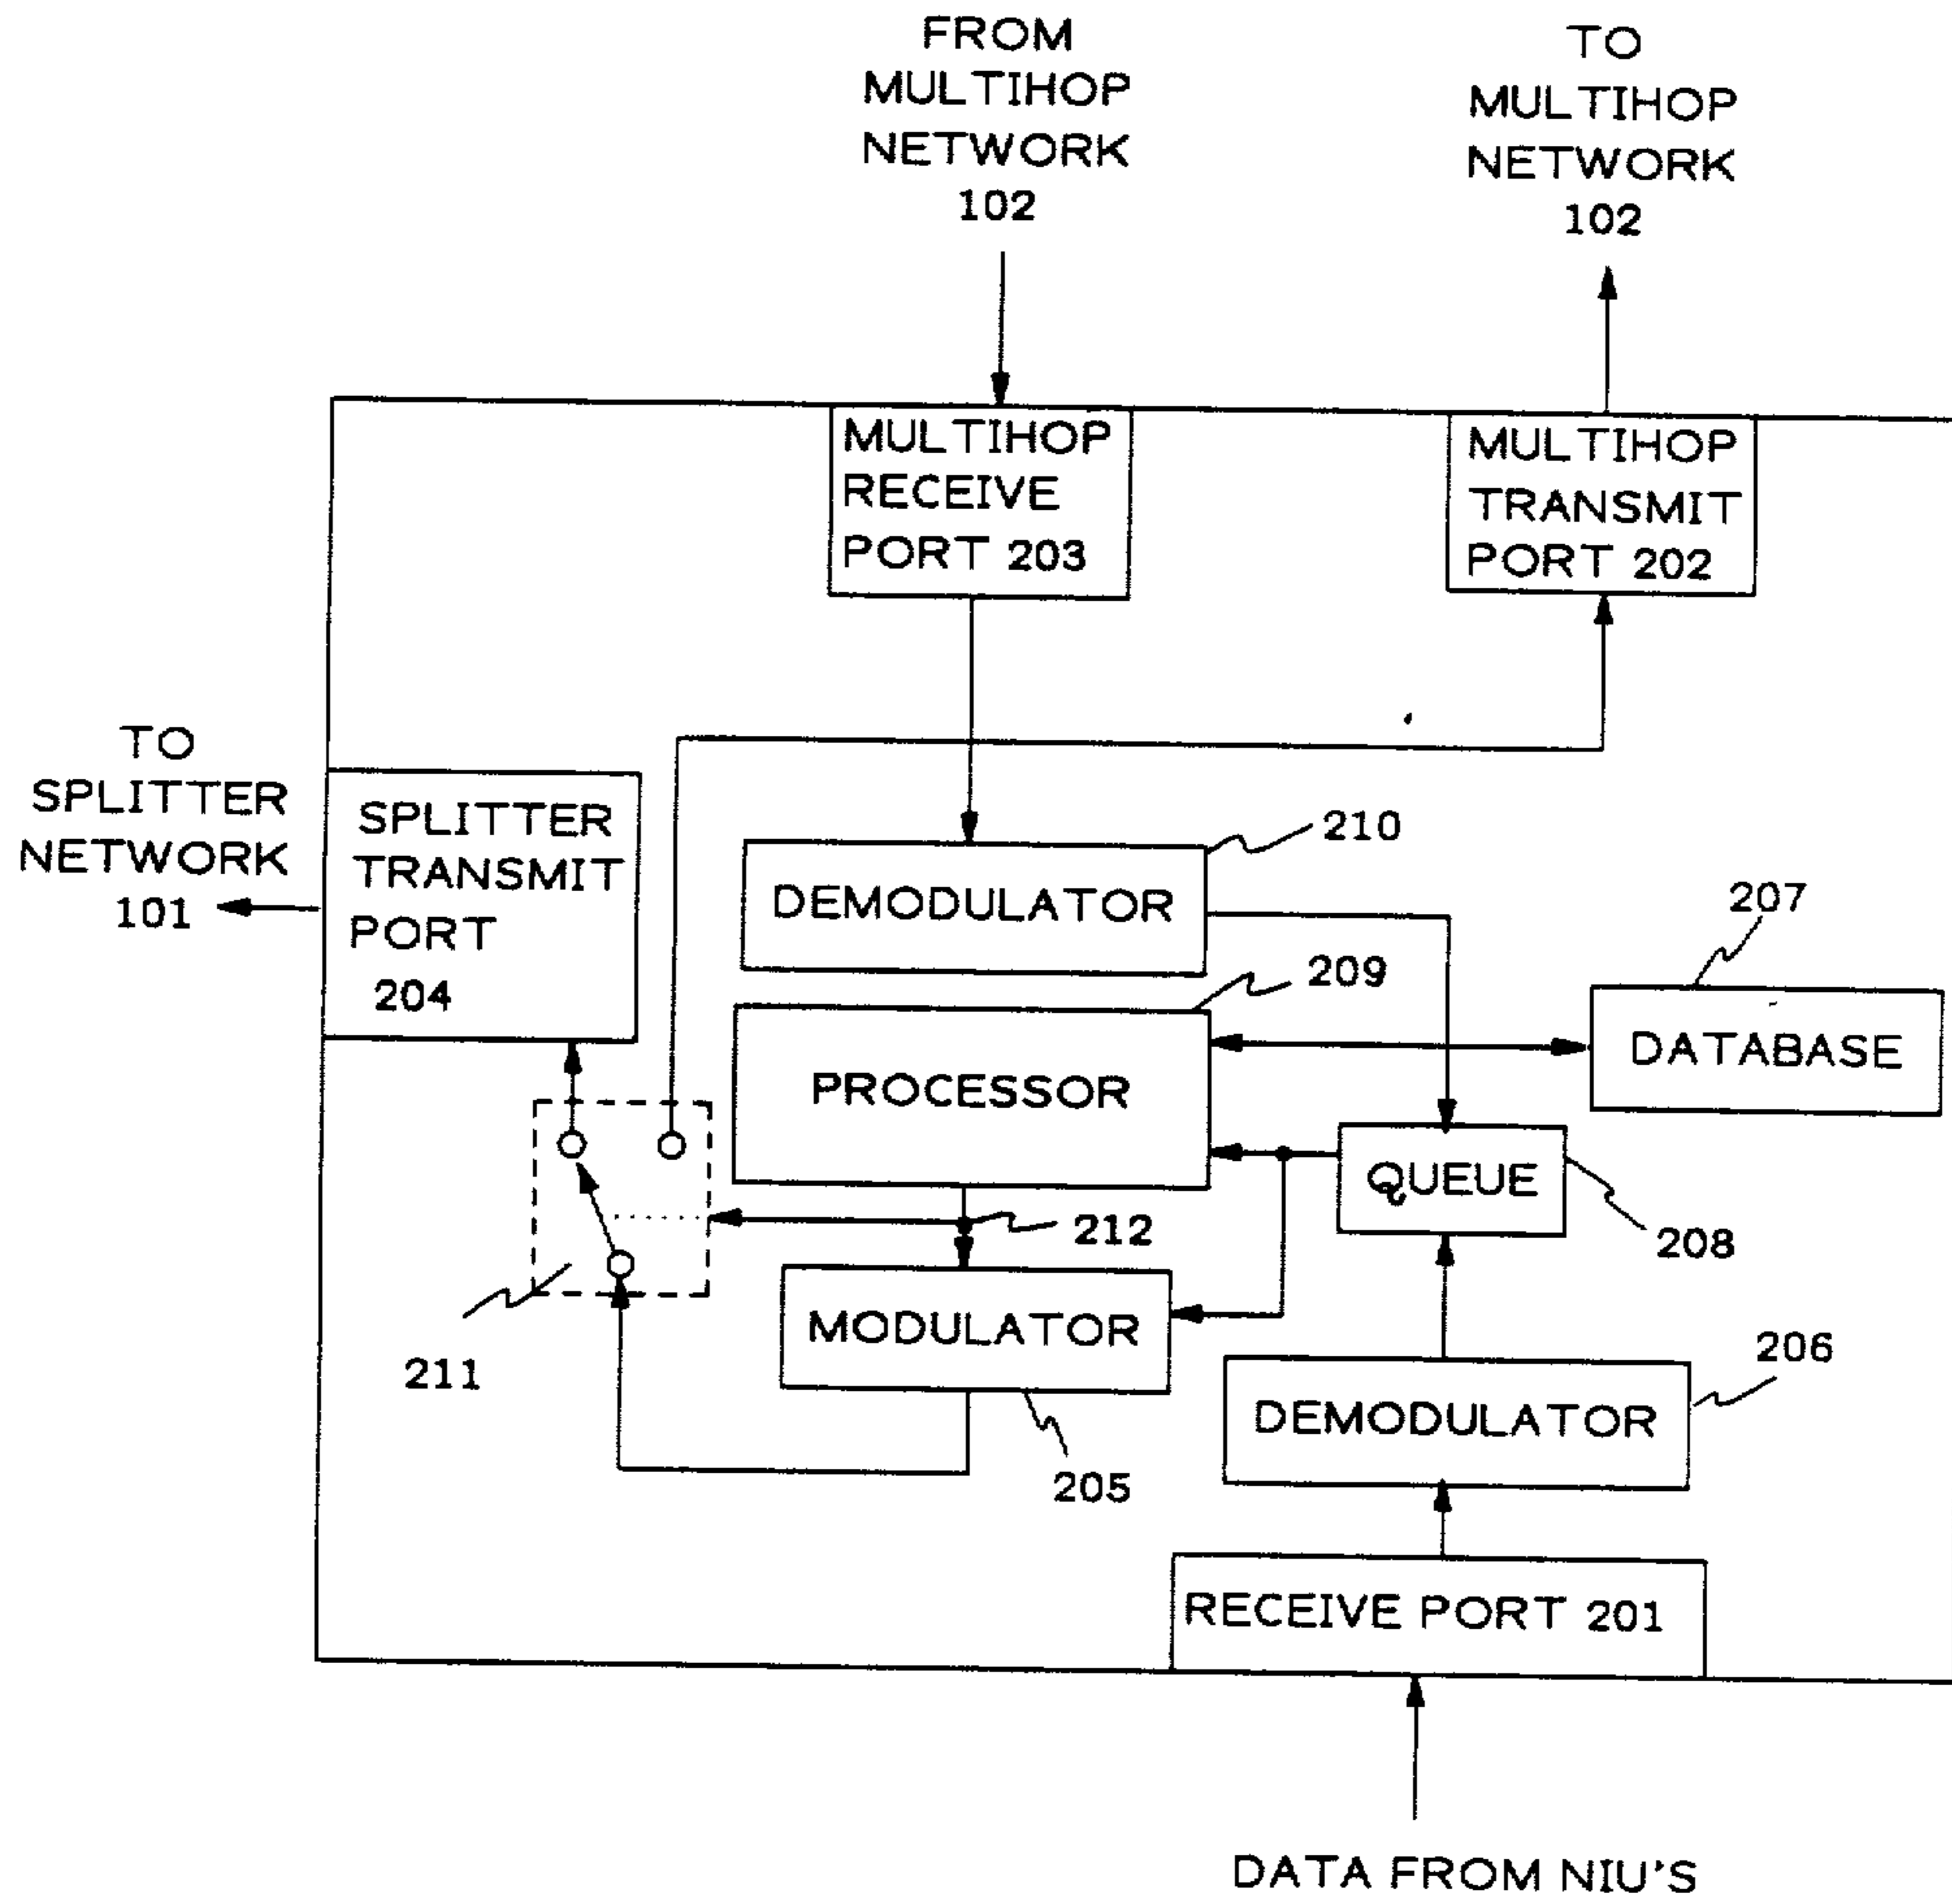 FROM
MULTIHOP
NETWORK
102
TO
MULTIHOP
NETWORK
102
MULTIHOP
RECEIVE
PORT 203
MULTIHOP
TRANSMIT
PORT 202
TO
SPLITTER
NETWORK
101
SPLITTER
TRANSMIT
PORT
204
210
DEMODULATOR
207
209
DATABASE
PROCESSOR
QUEUE
212
208
MODULATOR
211
206
DEMODULATOR
205
RECEIVE PORT 201
DATA FROM NIU'S